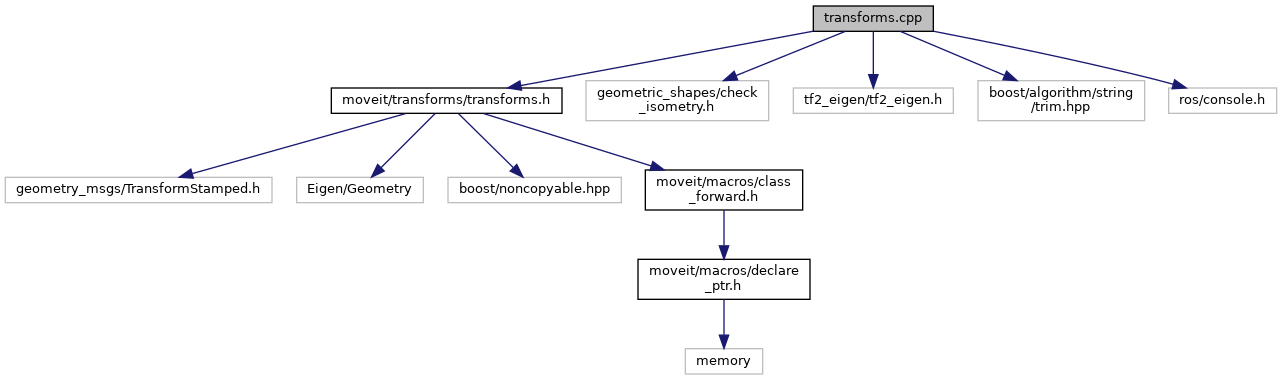 transforms.cpp
moveit/transforms/transforms.h
geometric_shapes/check
_isometry.h
tf2_eigen/tf2_eigen.h
boost/algorithm/string
/trim.hpp
ros/console.h
geometry_msgs/TransformStamped.h
Eigen/Geometry
boost/noncopyable.hpp
moveit/macros/class
_forward.h
moveit/macros/declare
_ptr.h
memory